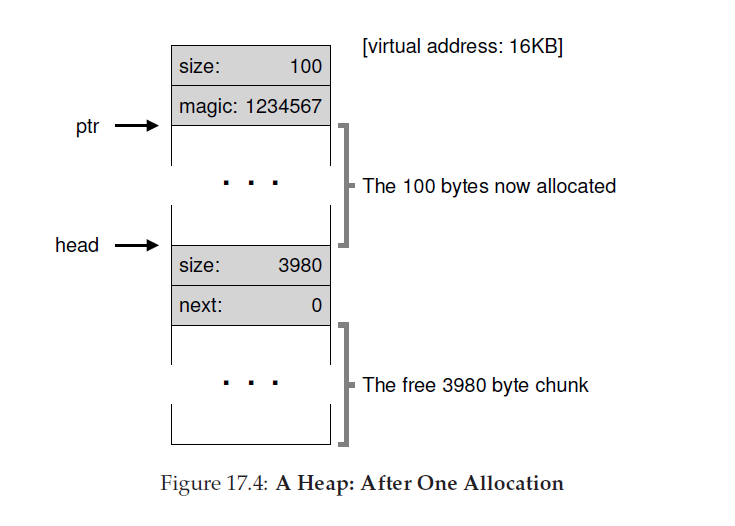 [virtual address: 16KB]
size: 100
magic: 1234567
ptr
. . .
The 100 bytes now allocated
head
size: 3980
next: 0
. . .
The free 3980 byte chunk
Figure 17.4: A Heap: After One Allocation